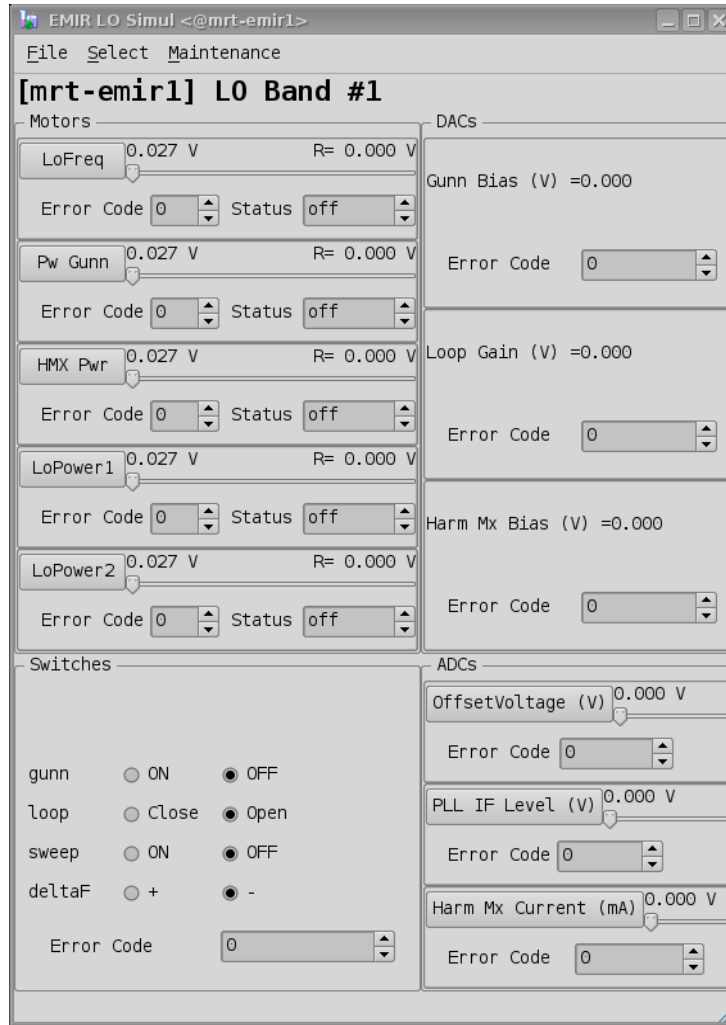 EMIR LO Simul <@mrt-emir1>
File Select Maintenance
[mrt-emir1] LO Band #1
Motors
LoFreq 0.027 V R= 0.000 V
Error Code 0 Status off
Pw Gunn 0.027 V R= 0.000 V
Error Code 0 Status off
HMX Pwr 0.027 V R= 0.000 V
Error Code 0 Status off
LoPower1 0.027 V R= 0.000 V
Error Code 0 Status off
LoPower2 0.027 V R= 0.000 V
Error Code 0 Status off
DACs
Gunn Bias (V) =0.000
Error Code 0
Loop Gain (V) =0.000
Error Code 0
Harm Mx Bias (V) =0.000
Error Code 0
Switches
gunn ON OFF
loop Close Open
sweep ON OFF
deltaF + -
Error Code 0
ADCs
OffsetVoltage (V) 0.000 V
Error Code 0
PLL IF Level (V) 0.000 V
Error Code 0
Harm Mx Current (mA) 0.000 V
Error Code 0